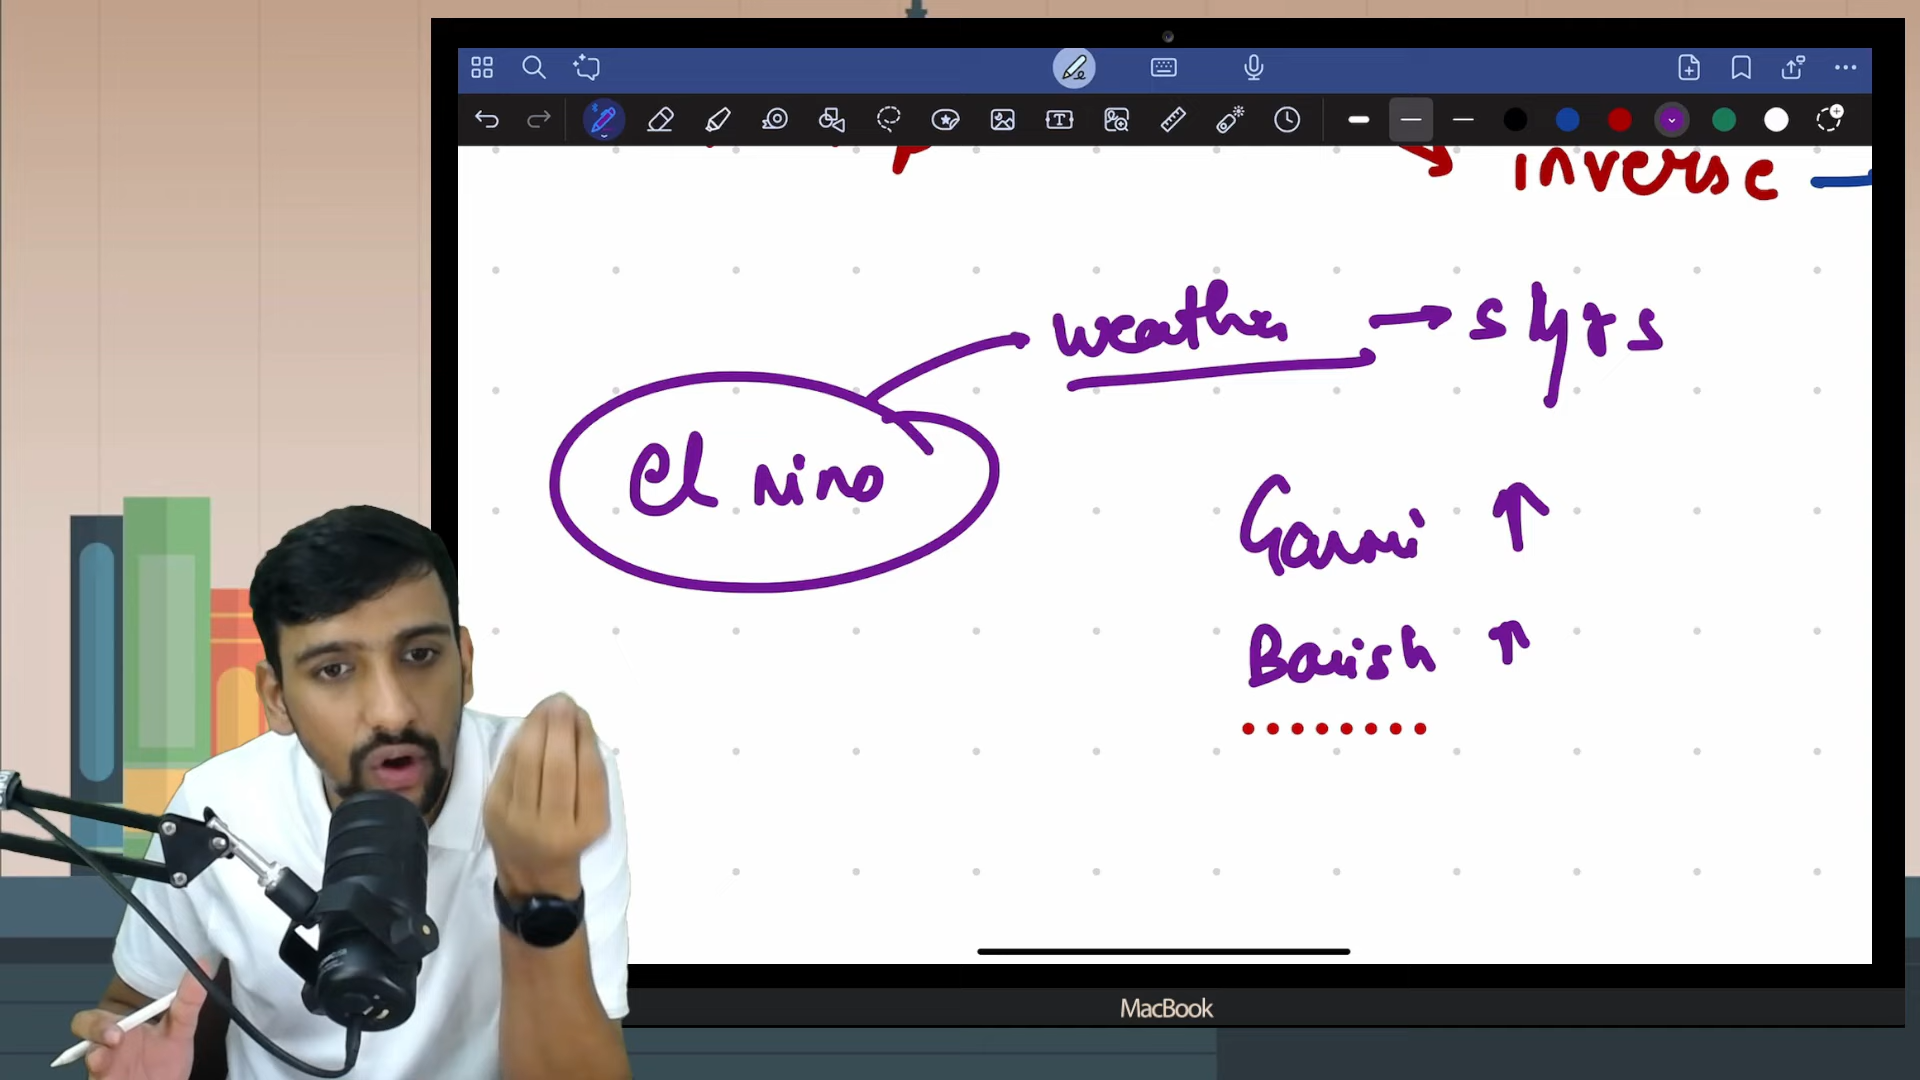 inverse
weather → 5 yrs
El nino
Garmi ↑
Barish ↑
MacBook